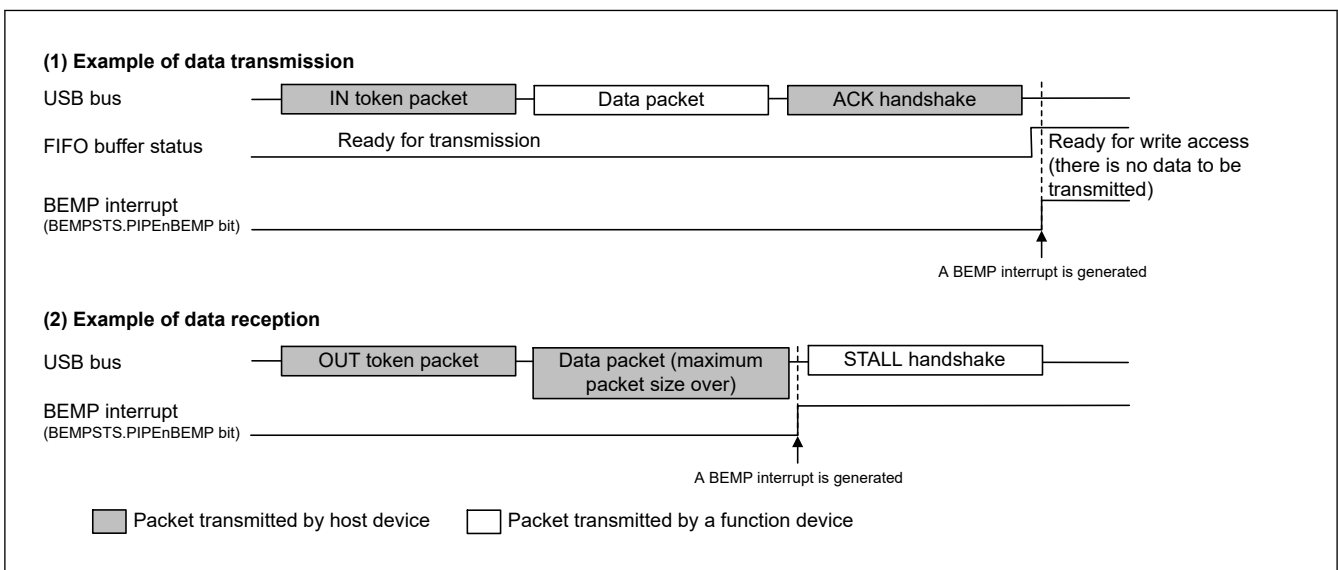 (1) Example of data transmission
USB bus
IN token packet
Data packet
ACK handshake
FIFO buffer status
Ready for transmission
Ready for write access
(there is no data to be
transmitted)
BEMP interrupt
(BEMPSTS.PIPEnBEMP bit)
A BEMP interrupt is generated
(2) Example of data reception
USB bus
OUT token packet
Data packet (maximum
packet size over)
STALL handshake
BEMP interrupt
(BEMPSTS.PIPEnBEMP bit)
A BEMP interrupt is generated
Packet transmitted by host device
Packet transmitted by a function device